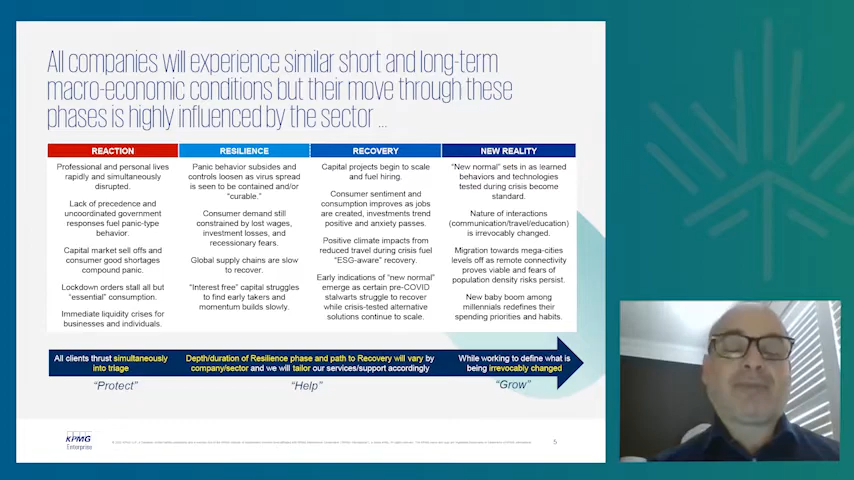 All companies will experience similar short and long-term
macro-economic conditions but their move through these
phases is highly influenced by the sector ...
REACTION
Professional and personal lives
rapidly and simultaneously
disrupted.
Lack of precedence and
uncoordinated government
responses fuel panic-type
behavior.
Capital market sell offs and
consumer good shortages
compound panic.
Lockdown orders stall all but
"essential" consumption.
Immediate liquidity crises for
businesses and individuals.
RESILIENCE
Panic behavior subsides and
controls loosen as virus spread
is seen to be contained and/or
"curable."
Consumer demand still
constrained by lost wages,
investment losses, and
recessionary fears.
Global supply chains are slow
to recover.
"Interest free" capital struggles
to find early takers and
momentum builds slowly.
RECOVERY
Capital projects begin to scale
and fuel hiring.
Consumer sentiment and
consumption improves as jobs
are created, investments trend
positive and anxiety passes.
Positive climate impacts from
reduced travel during crisis fuel
"ESG-aware" recovery.
Early indications of "new normal"
emerge as certain pre-COVID
stalwarts struggle to recover
while crisis-tested alternative
solutions continue to scale.
NEW REALITY
"New normal" sets in as learned
behaviors and technologies
tested during crisis become
standard.
Nature of interactions
(communication/travel/education)
is irrevocably changed.
Migration towards mega-cities
levels off as remote connectivity
proves viable and fears of
population density risks persist.
New baby boom among
millennials redefines their
spending priorities and habits.
All clients thrust simultaneously
into triage
Depth/duration of Resilience phase and path to Recovery will vary by
company/sector and we will tailor our services/support accordingly
While working to define what is
being irrevocably changed
"Protect"
"Help"
"Grow"
KPMG
Enterprise
5